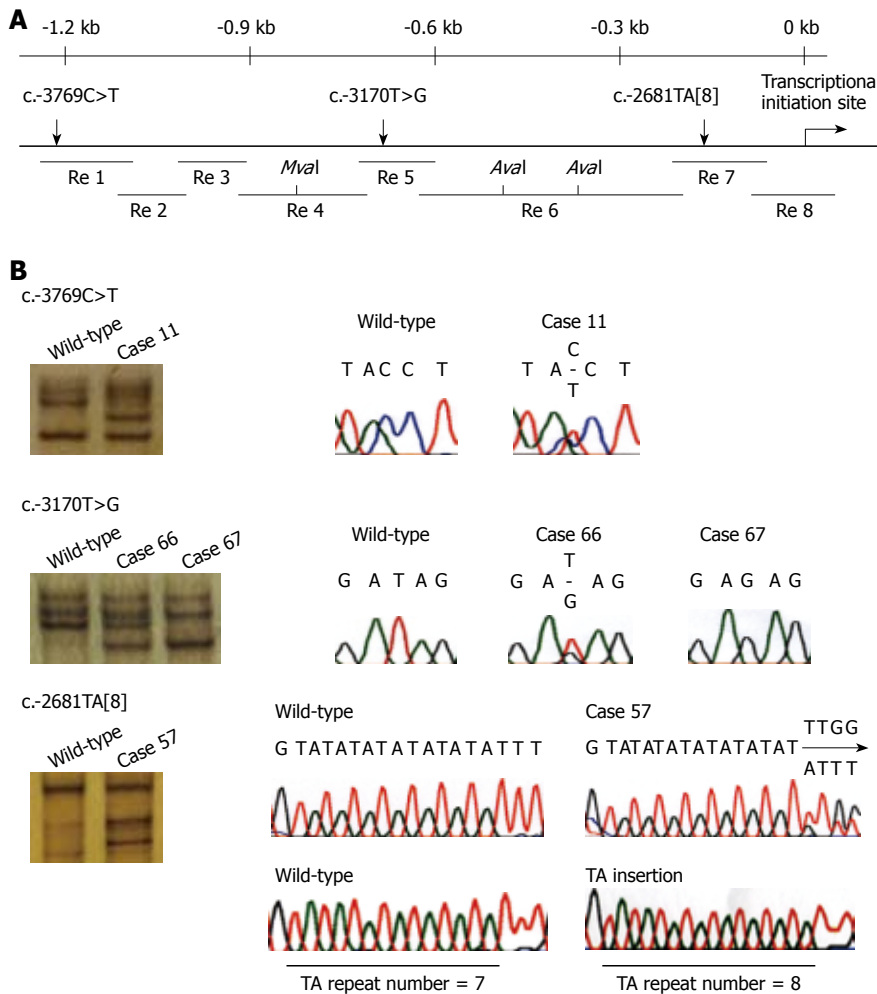 A
-1.2 kb -0.9 kb -0.6 kb -0.3 kb 0 kb
c.-3769C>T c.-3170T>G c.-2681TA[8] Transcriptiona
initiation site
Re 1 Re 3 MvaI Re 5 AvaI AvaI Re 7
Re 2 Re 4 Re 6 Re 8
B
c.-3769C>T
Wild-type Case 11
Wild-type Case 11
T A C C T
C
T A - C T
T
c.-3170T>G
Wild-type Case 66 Case 67
Wild-type Case 66 Case 67
G A T A G
T
G A - A G
G
G A G A G
c.-2681TA[8]
Wild-type Case 57
Wild-type Case 57
G TATATATATATATATTT
G TATATATATATATAT TTGG
ATTT
Wild-type TA insertion
TA repeat number = 7 TA repeat number = 8